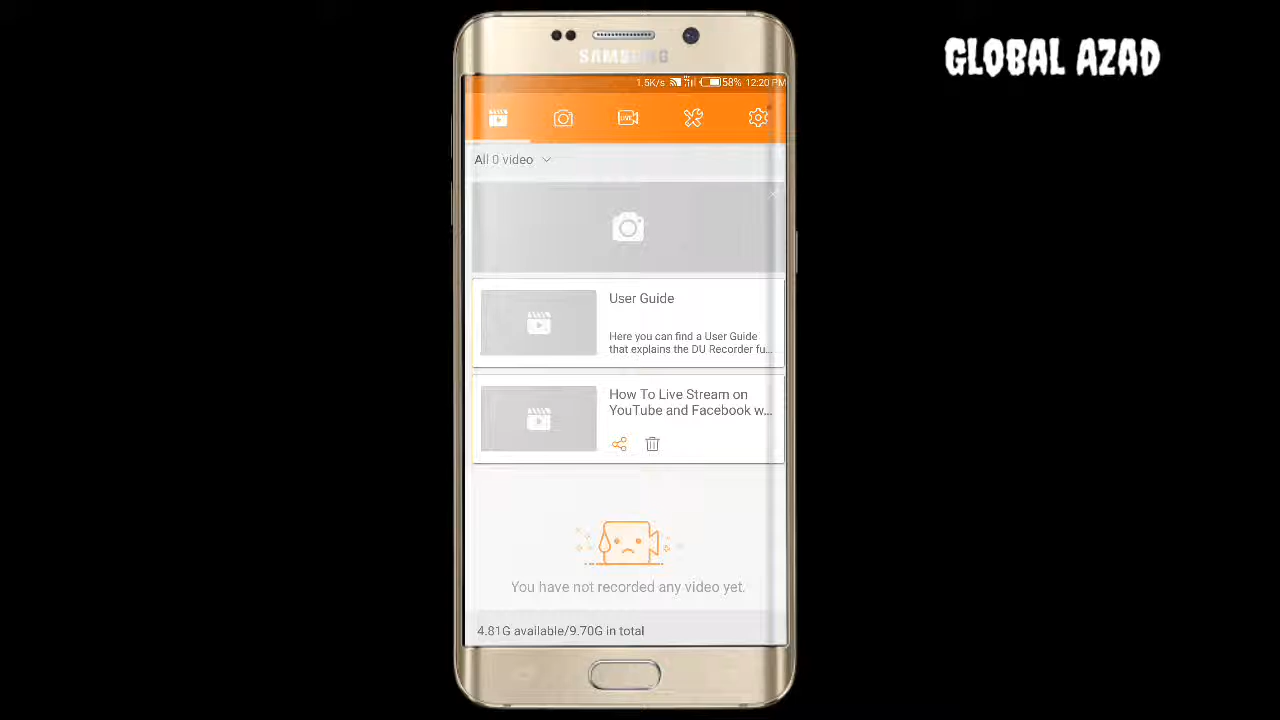 GLOBAL AZAD
SAMSUNG
1.5K/s 58% 12:20 PM
LIVE
All 0 video
User Guide
Here you can find a User Guide
that explains the DU Recorder fu...
How To Live Stream on
YouTube and Facebook w...
You have not recorded any video yet.
4.81G available/9.70G in total